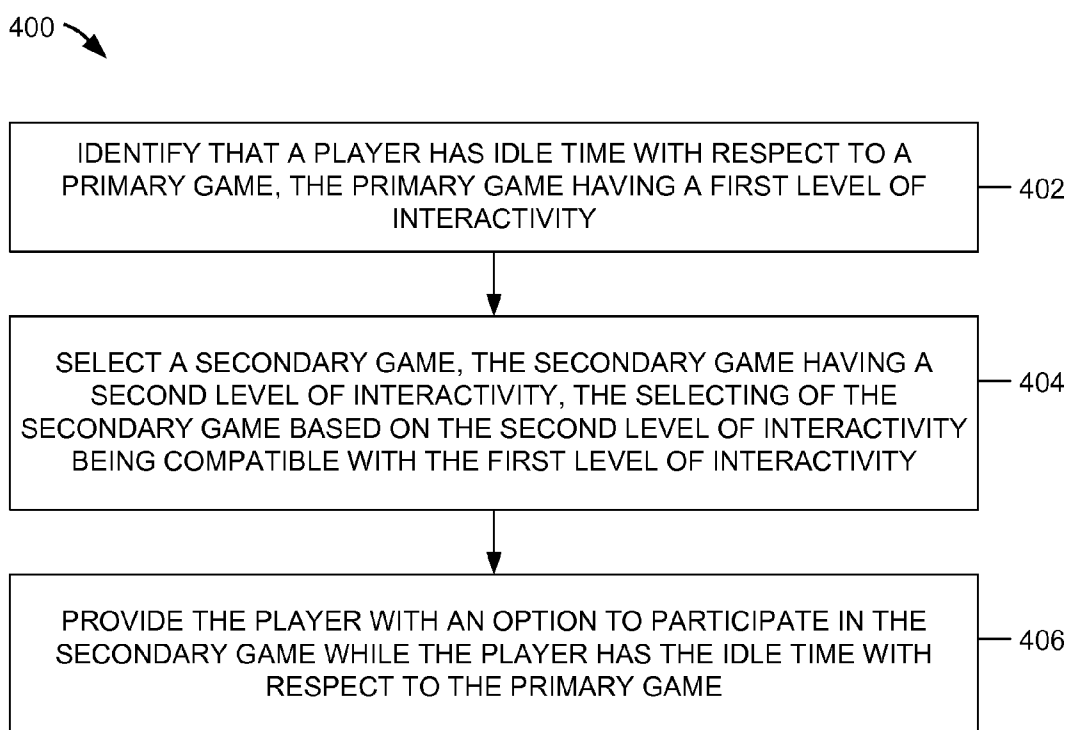 400
IDENTIFY THAT A PLAYER HAS IDLE TIME WITH RESPECT TO A
PRIMARY GAME, THE PRIMARY GAME HAVING A FIRST LEVEL OF
INTERACTIVITY
402
SELECT A SECONDARY GAME, THE SECONDARY GAME HAVING A
SECOND LEVEL OF INTERACTIVITY, THE SELECTING OF THE
SECONDARY GAME BASED ON THE SECOND LEVEL OF INTERACTIVITY
BEING COMPATIBLE WITH THE FIRST LEVEL OF INTERACTIVITY
404
PROVIDE THE PLAYER WITH AN OPTION TO PARTICIPATE IN THE
SECONDARY GAME WHILE THE PLAYER HAS THE IDLE TIME WITH
RESPECT TO THE PRIMARY GAME
406